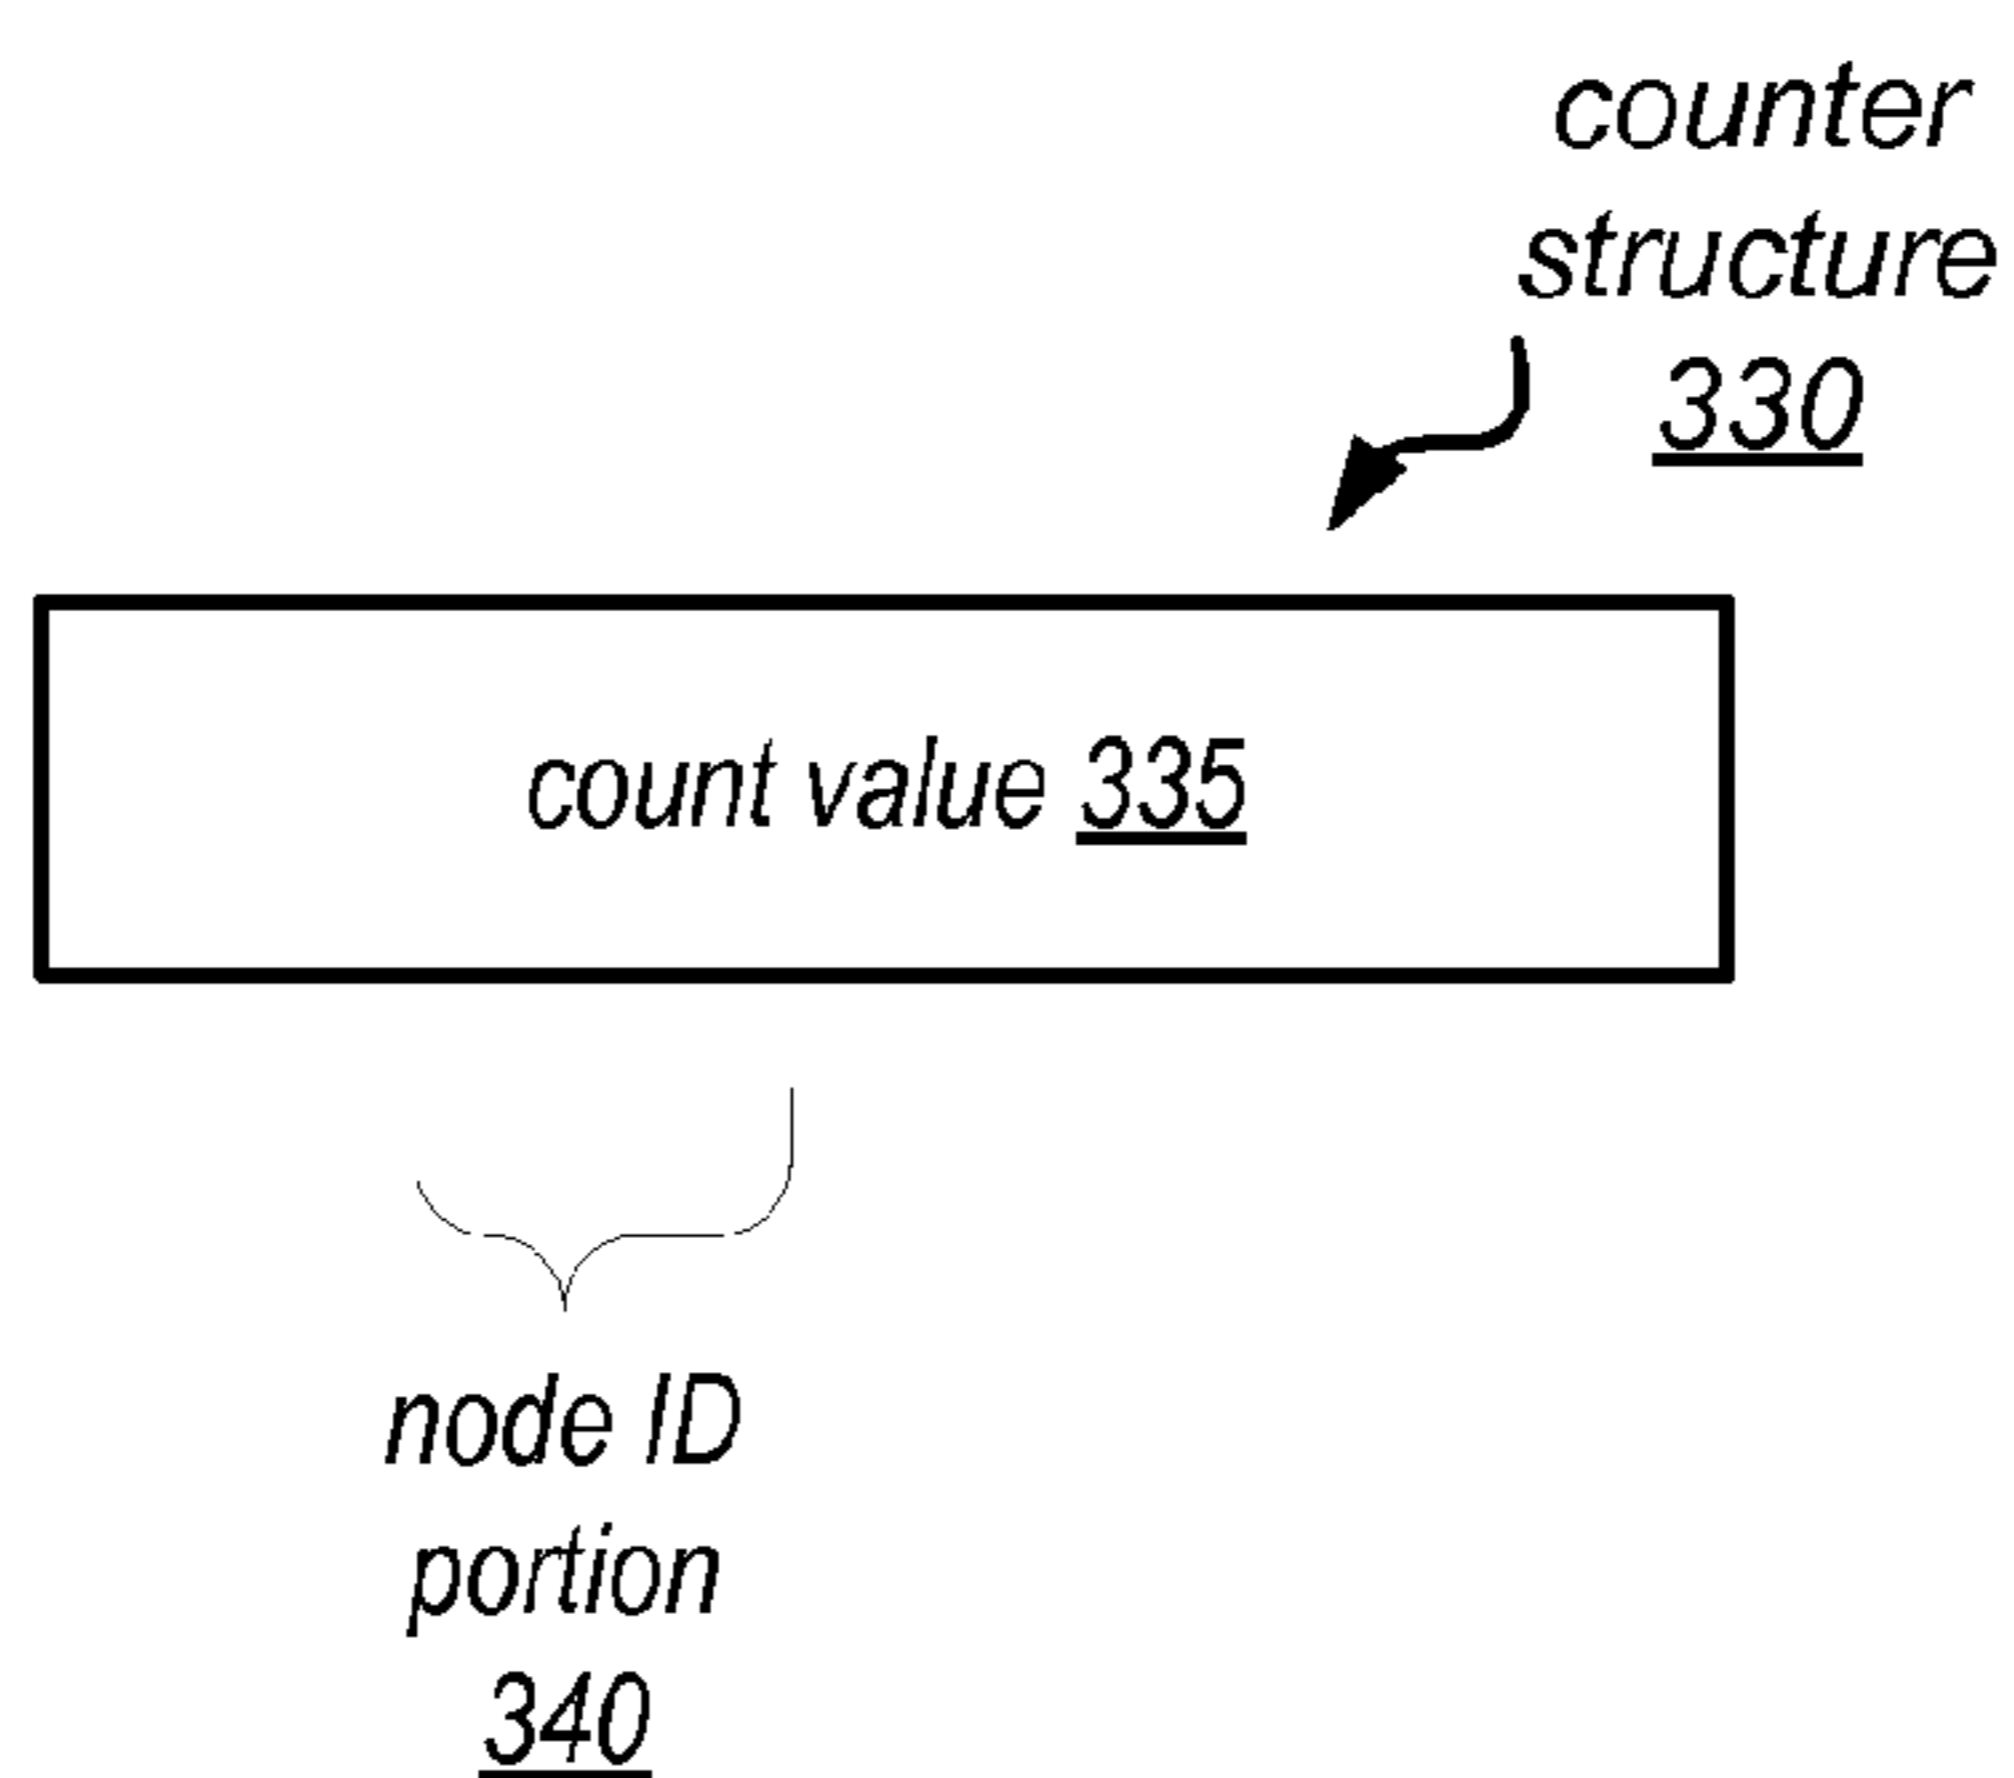 counter
structure
330
count value 335
node ID
portion
340